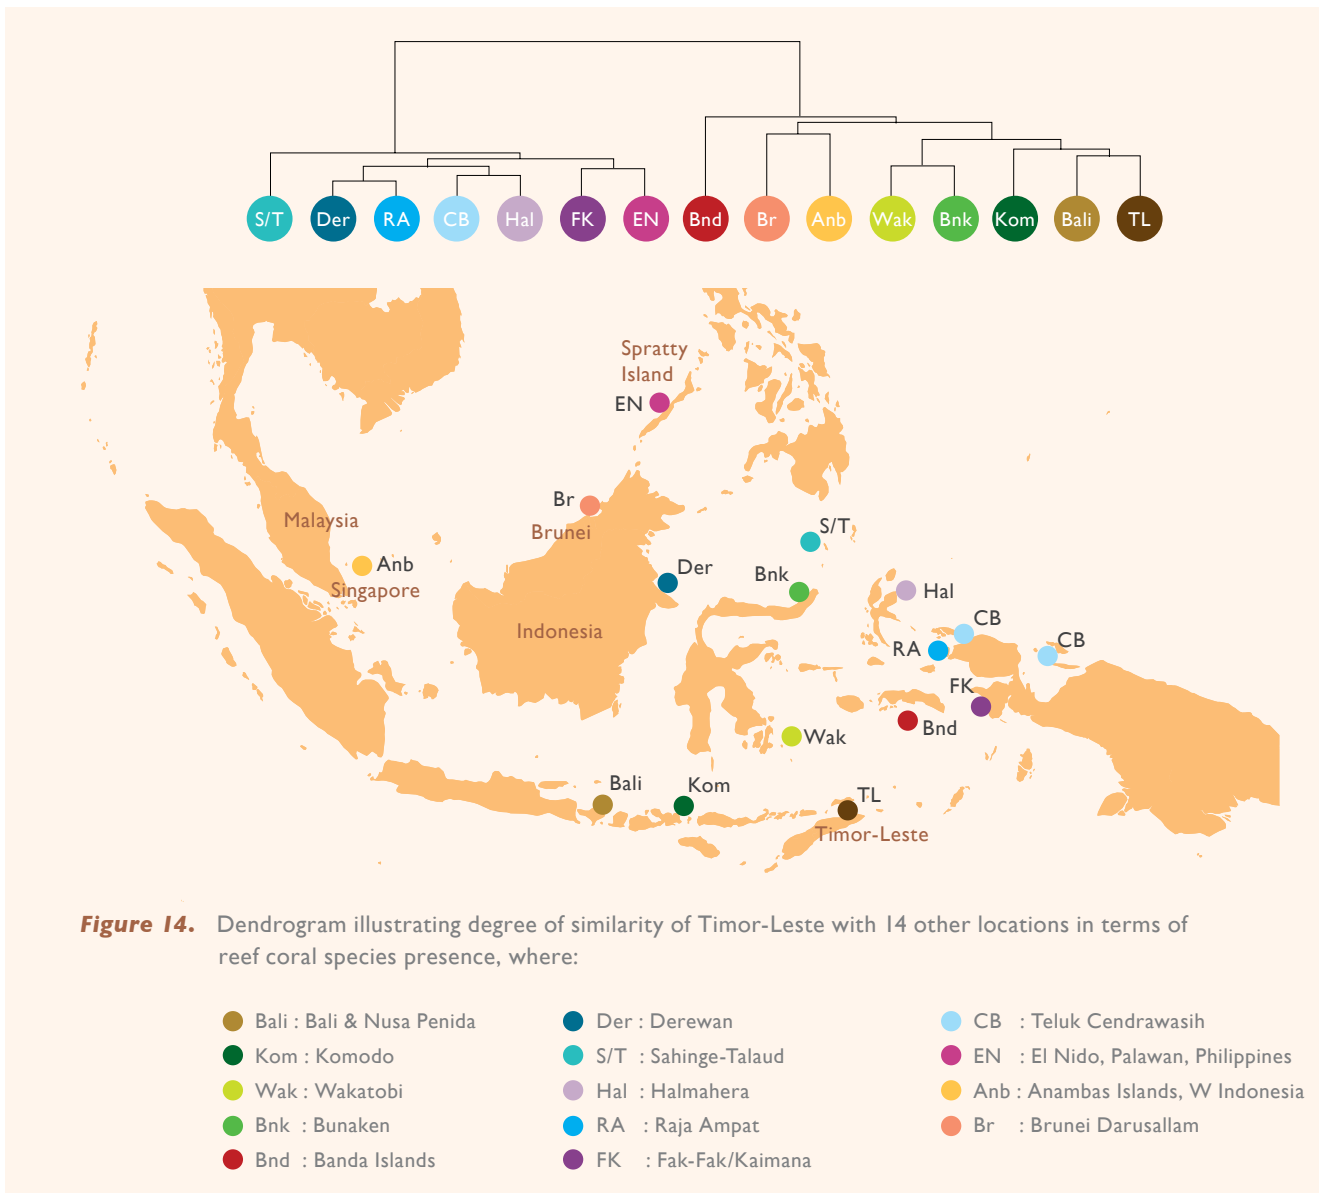 S/T Der RA CB Hal FK EN Bnd Br Anb Wak Bnk Kom Bali TL
Spratty
Island
EN
Br
Brunei
Malaysia
S/T
Anb
Der
Bnk
Singapore
Hal
CB
Indonesia
CB
RA
FK
Bnd
Wak
Bali
Kom
TL
Timor-Leste
Figure 14. Dendrogram illustrating degree of similarity of Timor-Leste with 14 other locations in terms of
reef coral species presence, where:
Bali : Bali & Nusa Penida
Kom : Komodo
Wak : Wakatobi
Bnk : Bunaken
Bnd : Banda Islands
Der : Derewan
S/T : Sahinge-Talaud
Hal : Halmahera
RA : Raja Ampat
FK : Fak-Fak/Kaimana
CB : Teluk Cendrawasih
EN : El Nido, Palawan, Philippines
Anb : Anambas Islands, W Indonesia
Br : Brunei Darusallam